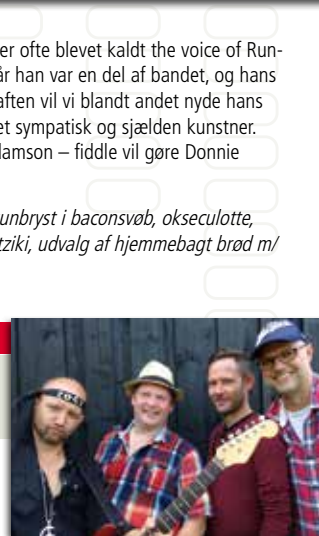 er ofte blevet kaldt the voice of Run-
år han var en del af bandet, og hans
aften vil vi blandt andet nyde hans
et sympatisk og sjælden kunstner.
damson – fiddle vil gøre Donnie
unbryst i baconsvøb, okseculotte,
tziki, udvalg af hjemmebagt brød m/